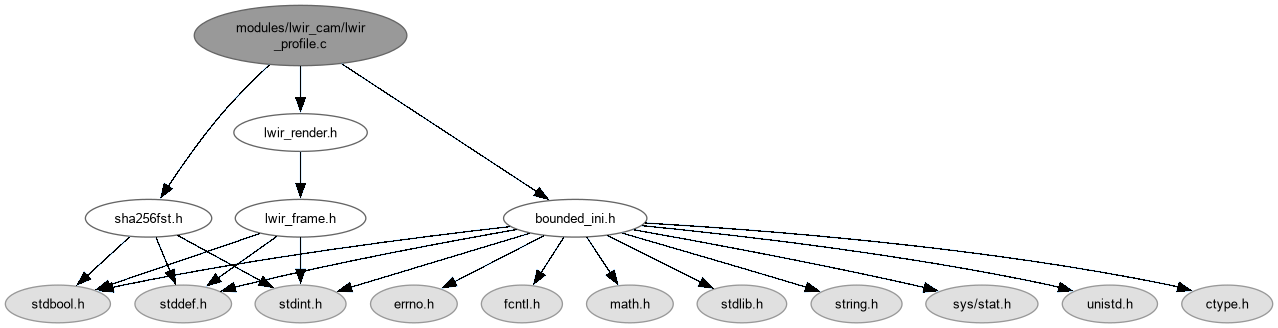 modules/lwir_cam/lwir
_profile.c
lwir_render.h
sha256fst.h
lwir_frame.h
bounded_ini.h
stdbool.h
stddef.h
stdint.h
errno.h
fcntl.h
math.h
stdlib.h
string.h
sys/stat.h
unistd.h
ctype.h